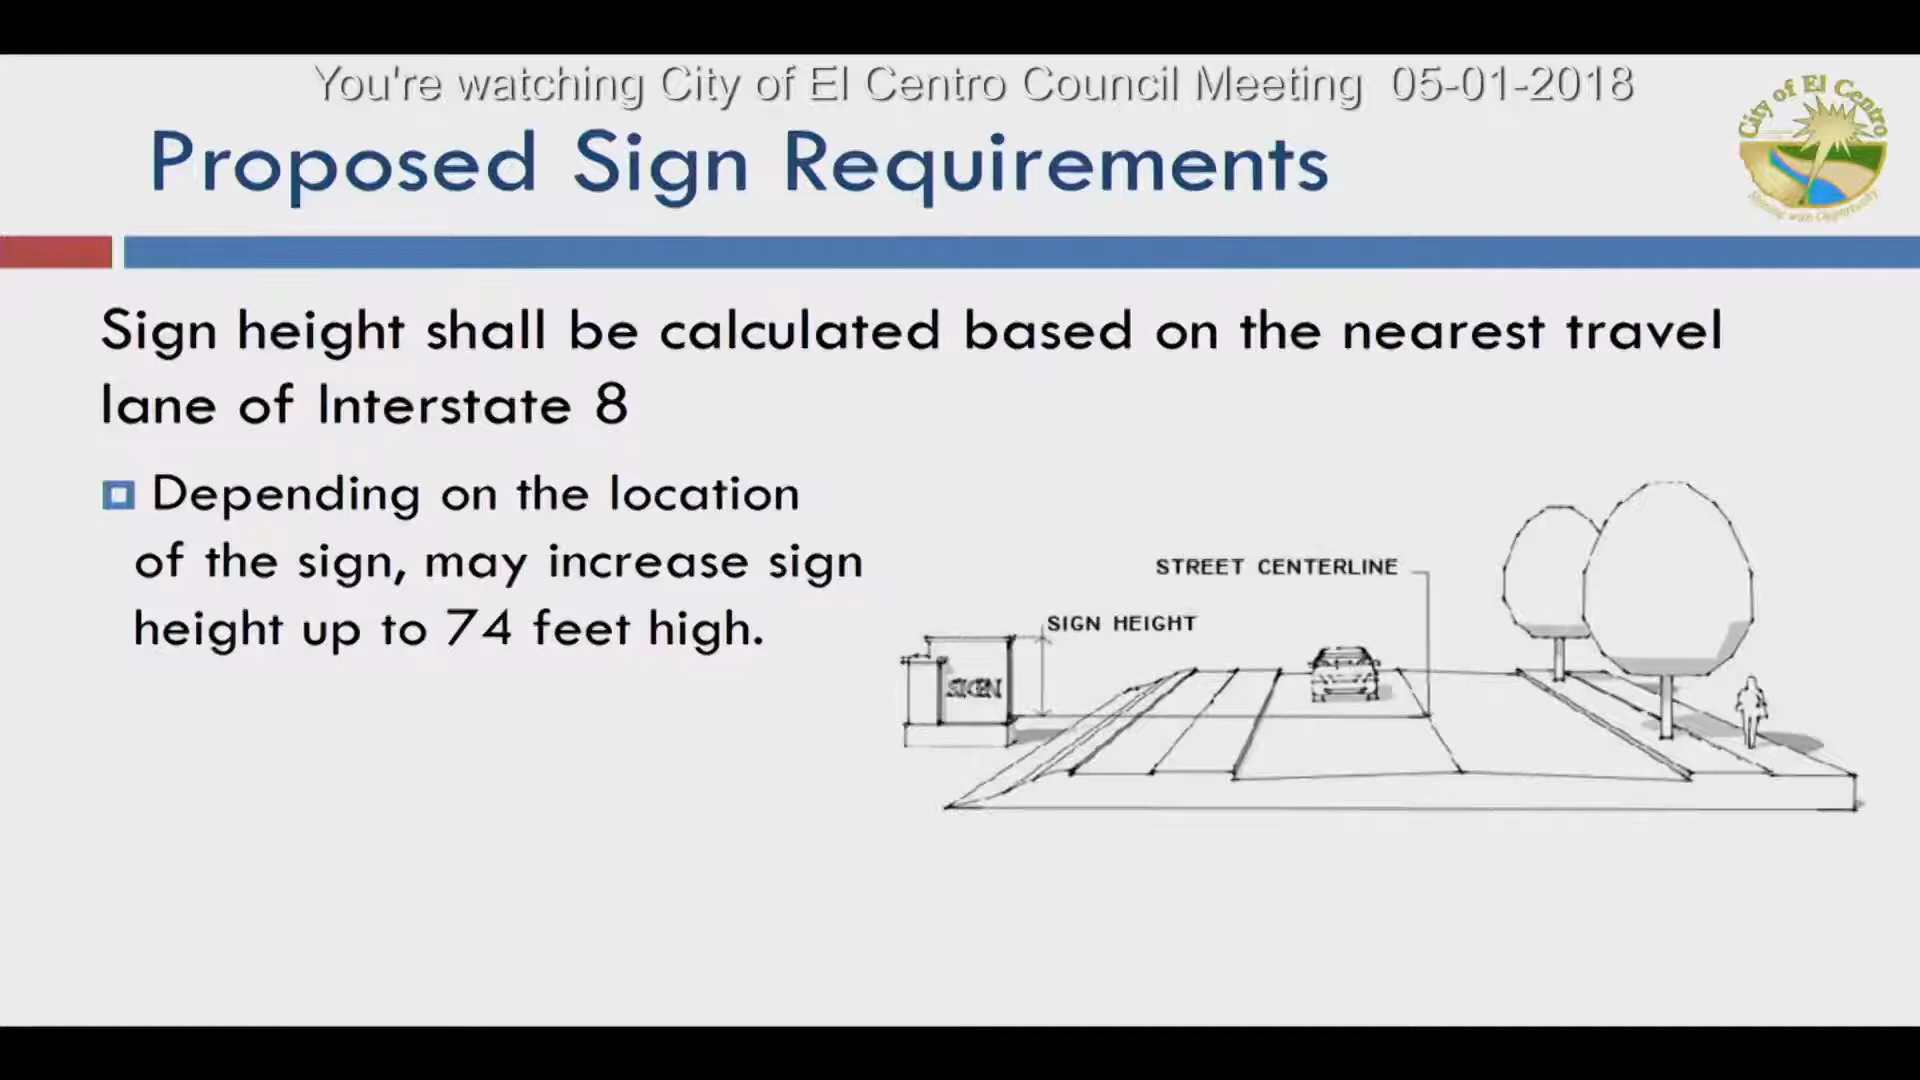 You're watching City of El Centro Council Meeting 05-01-2018
City of El Centro
Proposed Sign Requirements
Sign height shall be calculated based on the nearest travel
lane of Interstate 8
Depending on the location
of the sign, may increase sign
height up to 74 feet high.
STREET CENTERLINE
SIGN HEIGHT
SIGN